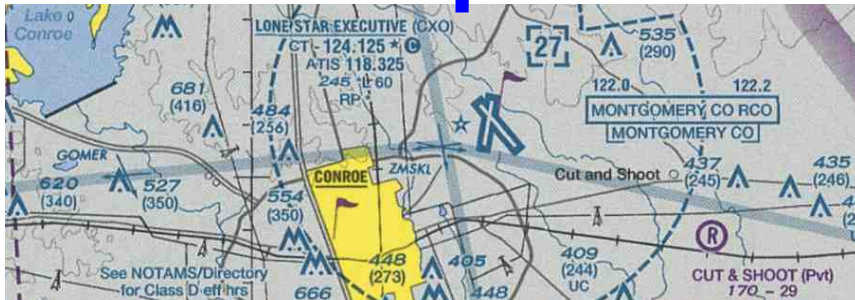 Lake o
Conroe
LONE STAR EXECUTIVE (CXO)
CT - 124.125 ★ C
ATIS 118.325
245 *L 60
RP
27
535
(290)
681
(416)
484
(256)
122.0 122.2
MONTGOMERY CO RCO
MONTGOMERY CO
GOMER
CONROE
ZMSKL
Cut and Shoot
437
(245)
435
(246)
620
(340)
527
(350)
554
(350)
448
(273)
405
409
(244)
UC
R
See NOTAMS/Directory
for Class D eff hrs
666
448
CUT & SHOOT (Pvt)
170 - 29